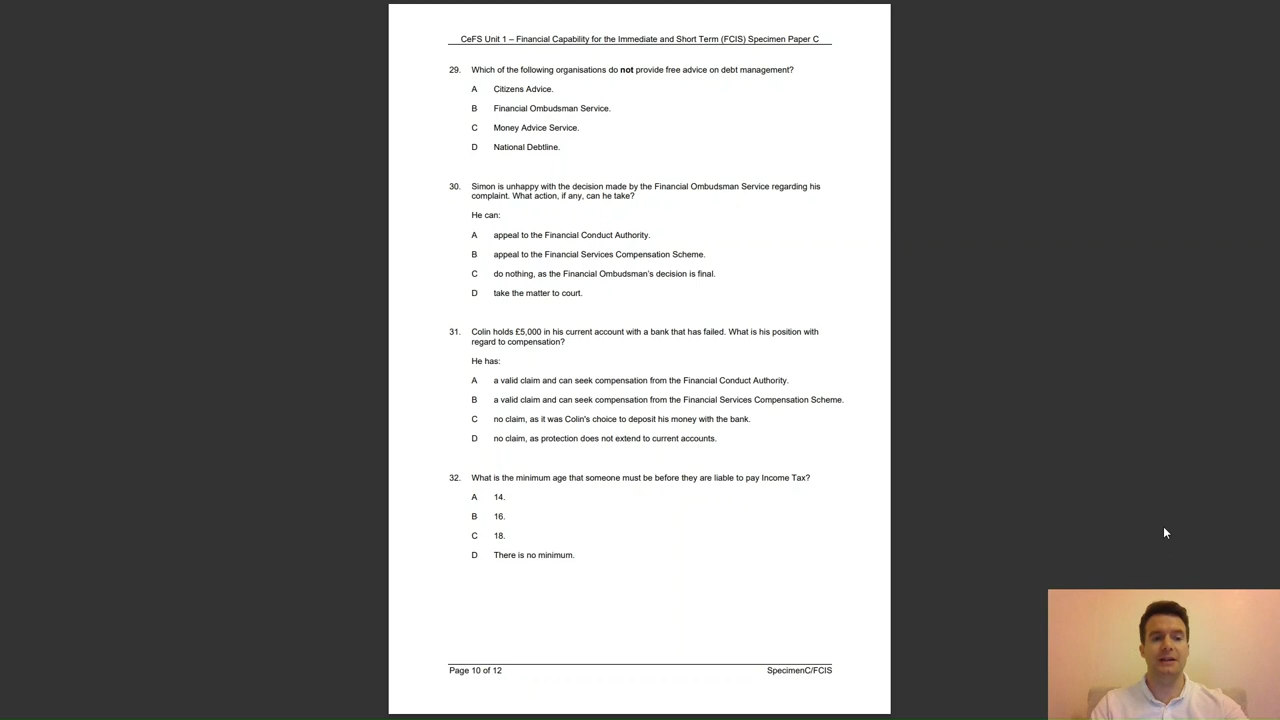 CeFS Unit 1 – Financial Capability for the Immediate and Short Term (FCIS) Specimen Paper C
29. Which of the following organisations do not provide free advice on debt management?
A Citizens Advice.
B Financial Ombudsman Service.
C Money Advice Service.
D National Debtline.
30. Simon is unhappy with the decision made by the Financial Ombudsman Service regarding his
complaint. What action, if any, can he take?
He can:
A appeal to the Financial Conduct Authority.
B appeal to the Financial Services Compensation Scheme.
C do nothing, as the Financial Ombudsman's decision is final.
D take the matter to court.
31. Colin holds £5,000 in his current account with a bank that has failed. What is his position with
regard to compensation?
He has:
A a valid claim and can seek compensation from the Financial Conduct Authority.
B a valid claim and can seek compensation from the Financial Services Compensation Scheme.
C no claim, as it was Colin's choice to deposit his money with the bank.
D no claim, as protection does not extend to current accounts.
32. What is the minimum age that someone must be before they are liable to pay Income Tax?
A 14.
B 16.
C 18.
D There is no minimum.
Page 10 of 12 SpecimenC/FCIS